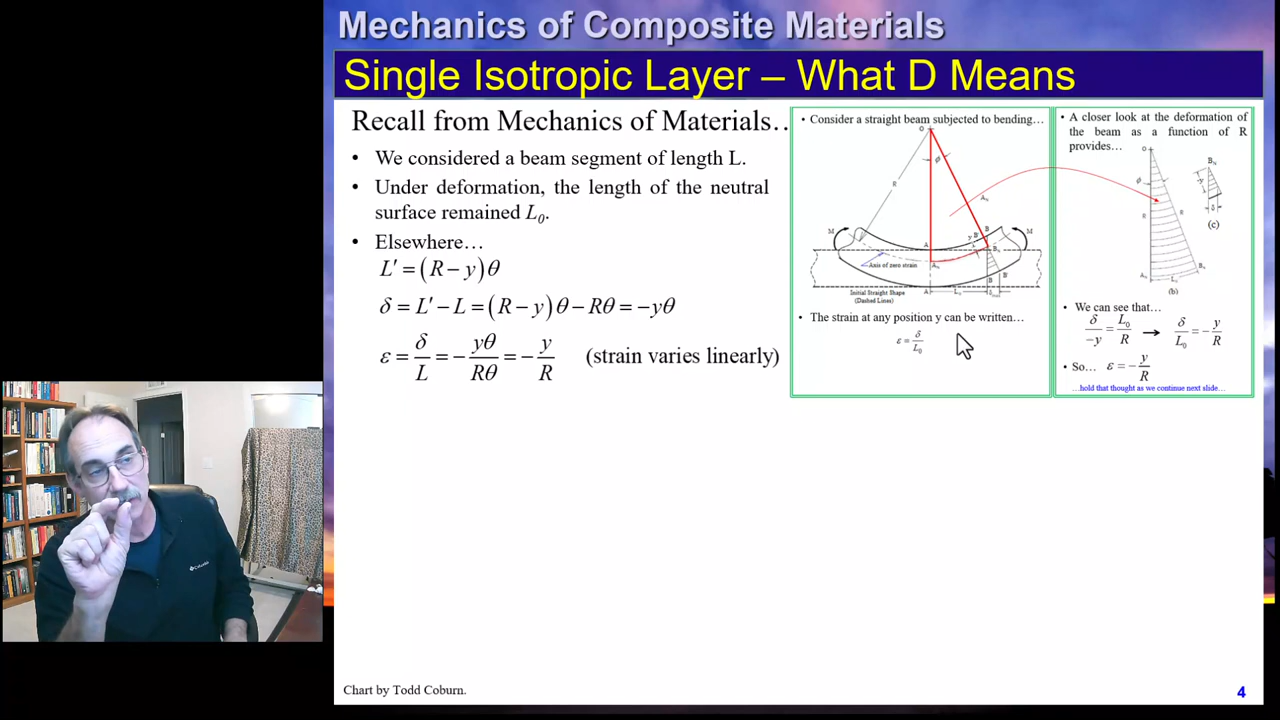 Mechanics of Composite Materials
Single Isotropic Layer – What D Means
Recall from Mechanics of Materials…
• We considered a beam segment of length L.
• Under deformation, the length of the neutral
surface remained L₀.
• Elsewhere…
L′ = (R − y)θ
δ = L′ − L = (R − y)θ − Rθ = −yθ
ε = δ/L = − yθ/Rθ = − y/R (strain varies linearly)
• Consider a straight beam subjected to bending…
O
ϕ
R
M
M
Axis of zero strain
Initial Straight Shape
(Dashed Lines)
• The strain at any position y can be written…
ε = δ/L₀
• A closer look at the deformation of
the beam as a function of R
provides…
O
ϕ
R
R
(c)
(b)
• We can see that…
δ/−y = L₀/R → δ/L₀ = − y/R
• So… ε = − y/R
…hold that thought as we continue next slide…
Columbia
Chart by Todd Coburn.
4